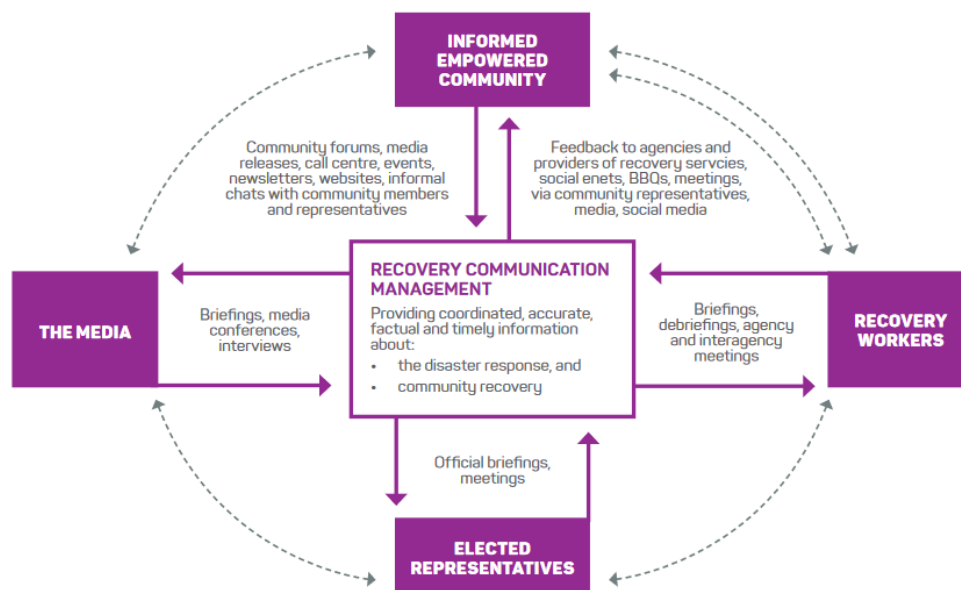 INFORMED
EMPOWERED
COMMUNITY
Community forums, media
releases, call centre, events,
newsletters, websites, informal
chats with community members
and representatives
Feedback to agencies and
providers of recovery servcies,
social enets, BBQs, meetings,
via community representatives,
media, social media
THE MEDIA
Briefings, media
conferences,
interviews
RECOVERY COMMUNICATION
MANAGEMENT
Providing coordinated, accurate,
factual and timely information
about:
• the disaster response, and
• community recovery
Briefings,
debriefings, agency
and interagency
meetings
RECOVERY
WORKERS
Official briefings,
meetings
ELECTED
REPRESENTATIVES